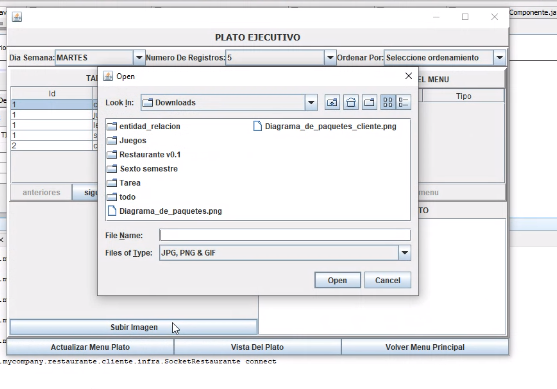 Componente.ja
PLATO EJECUTIVO
Dia Semana: MARTES Numero De Registros: 5 Ordenar Por: Seleccione ordenamiento
TA
EL MENU
Id
Tipo
1
1
1
1
2
anteriores
sigu
menu
TO
Open
Look In: Downloads
entidad_relacion
Juegos
Restaurante v0.1
Sexto semestre
Tarea
todo
Diagrama_de_paquetes.png
Diagrama_de_paquetes_cliente.png
File Name:
Files of Type: JPG, PNG & GIF
Open Cancel
Subir Imagen
Actualizar Menu Plato Vista Del Plato Volver Menu Principal
.mycompany.restaurante.cliente.infra.SocketRestaurante connect